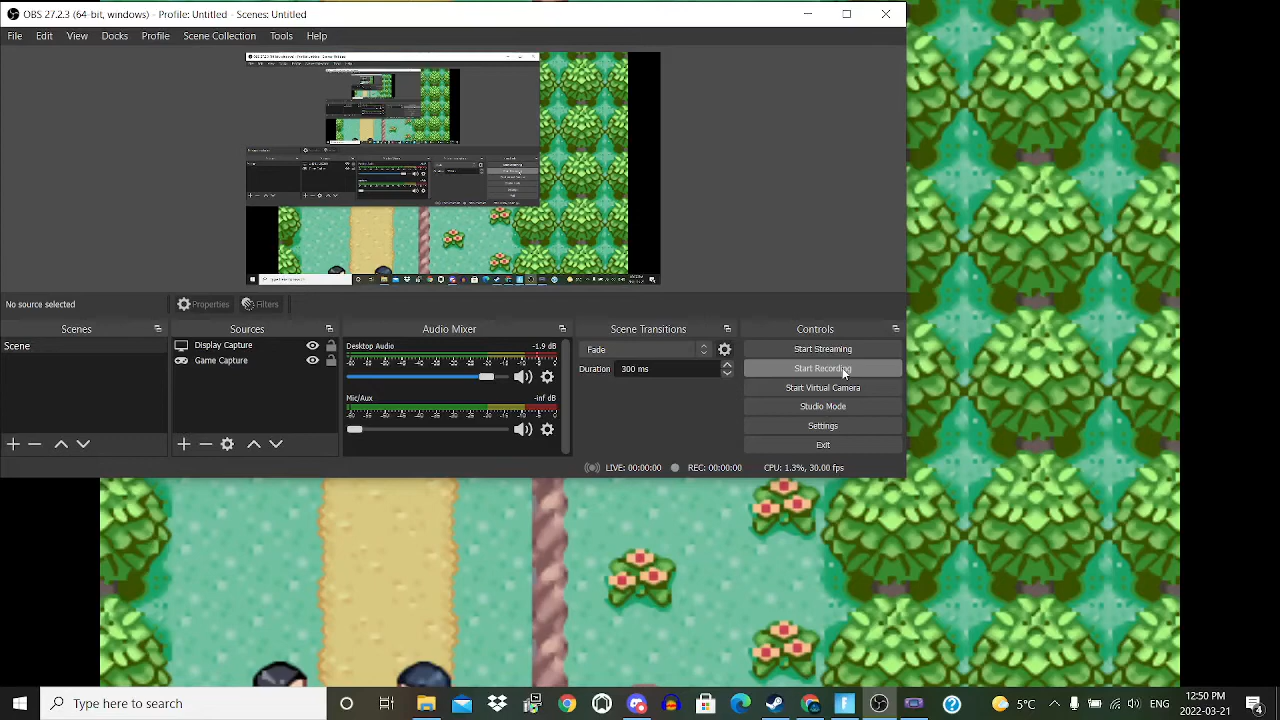 OBS 27.2.3 (64-bit, windows) - Profile: Untitled - Scenes: Untitled
File Edit View Docks Profile Scene Collection Tools Help
No source selected Properties Filters
Scenes Sources Audio Mixer Scene Transitions Controls
Scene
Display Capture
Game Capture
Desktop Audio -1.9 dB
Mic/Aux -inf dB
Fade
Duration 300 ms
Start Streaming
Start Recording
Start Virtual Camera
Studio Mode
Settings
Exit
LIVE: 00:00:00 REC: 00:00:00 CPU: 1.3%, 30.00 fps
Type here to search
5°C
12:50 PM
2022-03-21
4